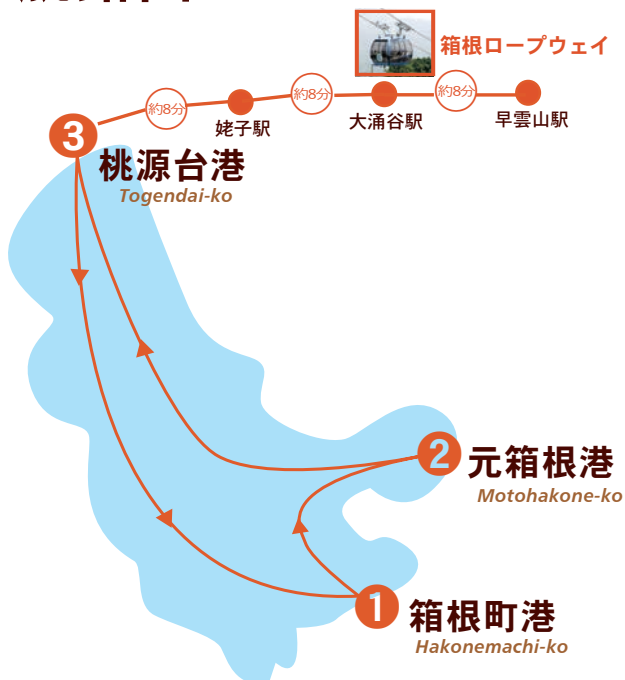 箱根ロープウェイ
約8分
約8分
約8分
姥子駅
大涌谷駅
早雲山駅
3
桃源台港
Togendai-ko
2
元箱根港
Motohakone-ko
1
箱根町港
Hakonemachi-ko